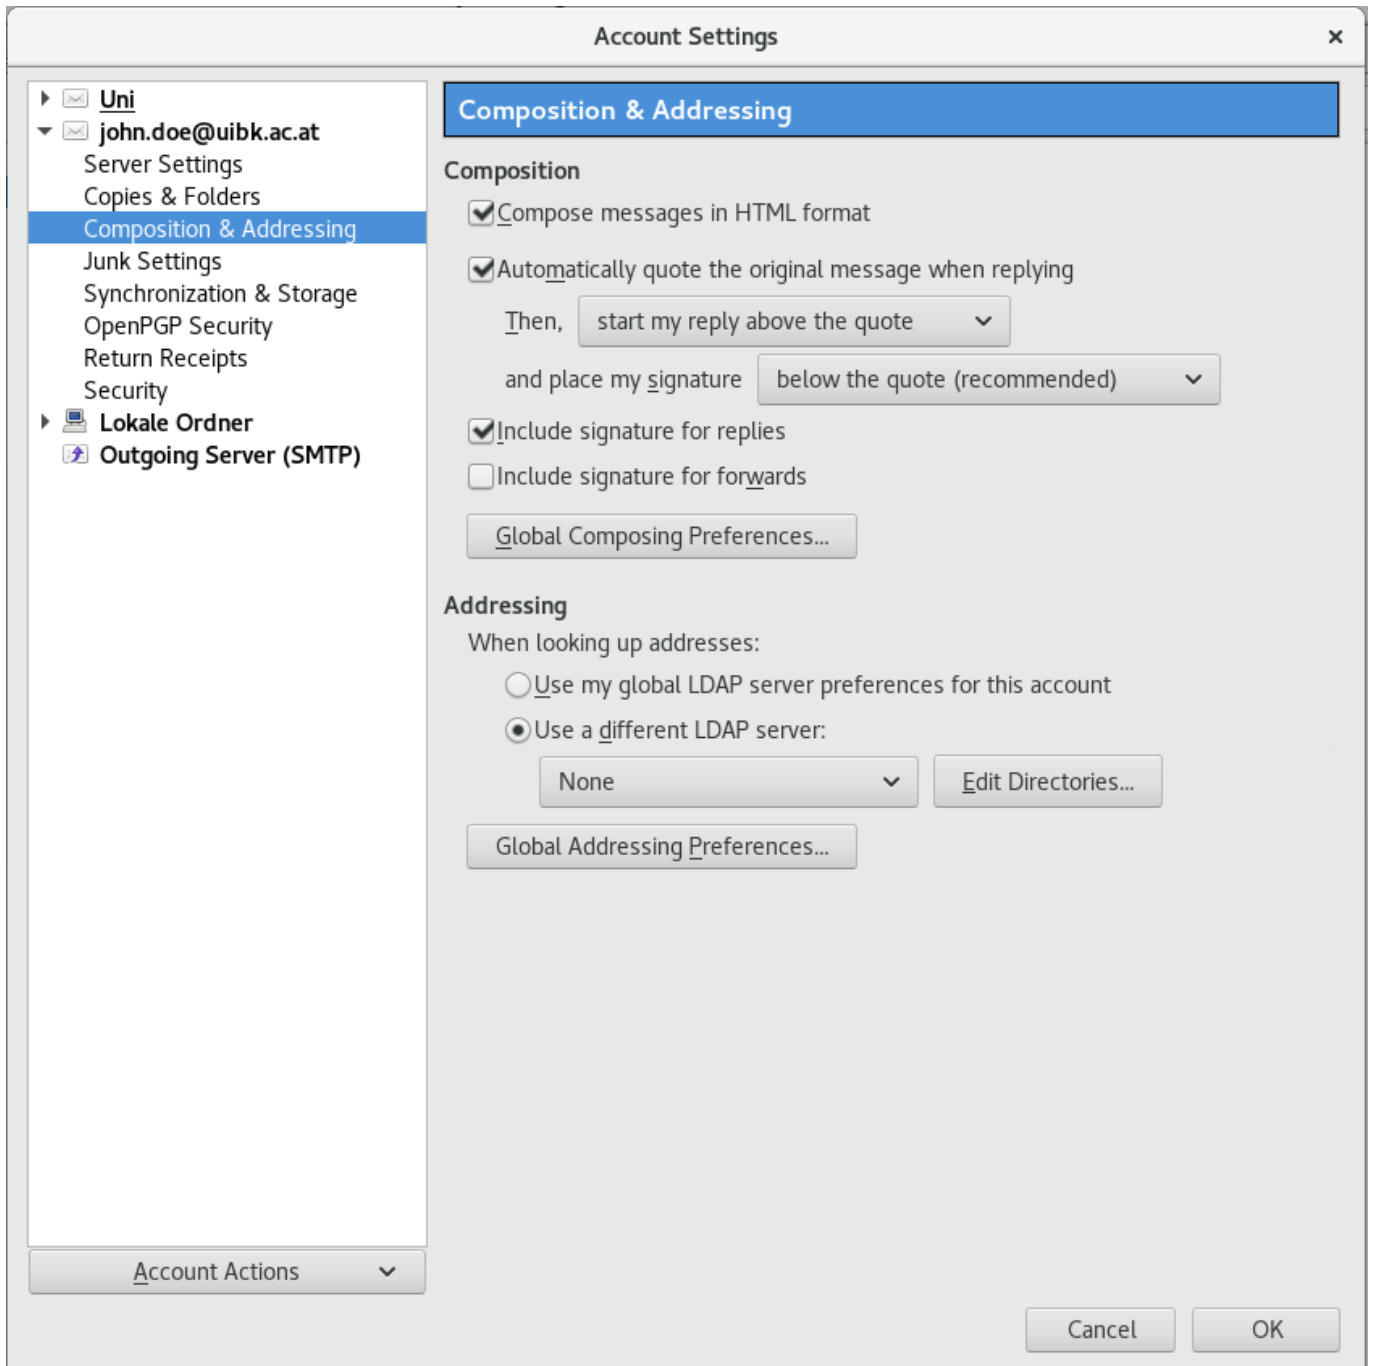 Account Settings
Uni
john.doe@uibk.ac.at
Server Settings
Copies & Folders
Composition & Addressing
Junk Settings
Synchronization & Storage
OpenPGP Security
Return Receipts
Security
Lokale Ordner
Outgoing Server (SMTP)
Account Actions
Composition & Addressing
Composition
Compose messages in HTML format
Automatically quote the original message when replying
Then, start my reply above the quote
and place my signature below the quote (recommended)
Include signature for replies
Include signature for forwards
Global Composing Preferences...
Addressing
When looking up addresses:
Use my global LDAP server preferences for this account
Use a different LDAP server:
None Edit Directories...
Global Addressing Preferences...
Cancel OK